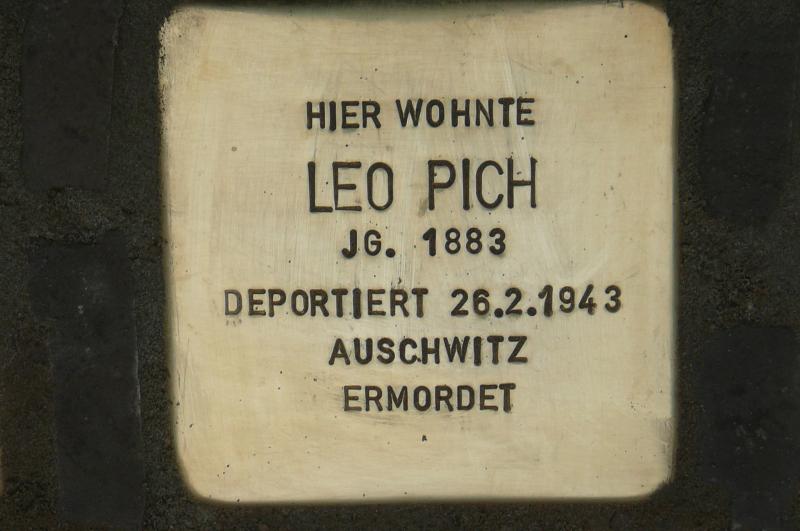 HIER WOHNTE
LEO PICH
JG. 1883
DEPORTIERT 26.2.1943
AUSCHWITZ
ERMORDET